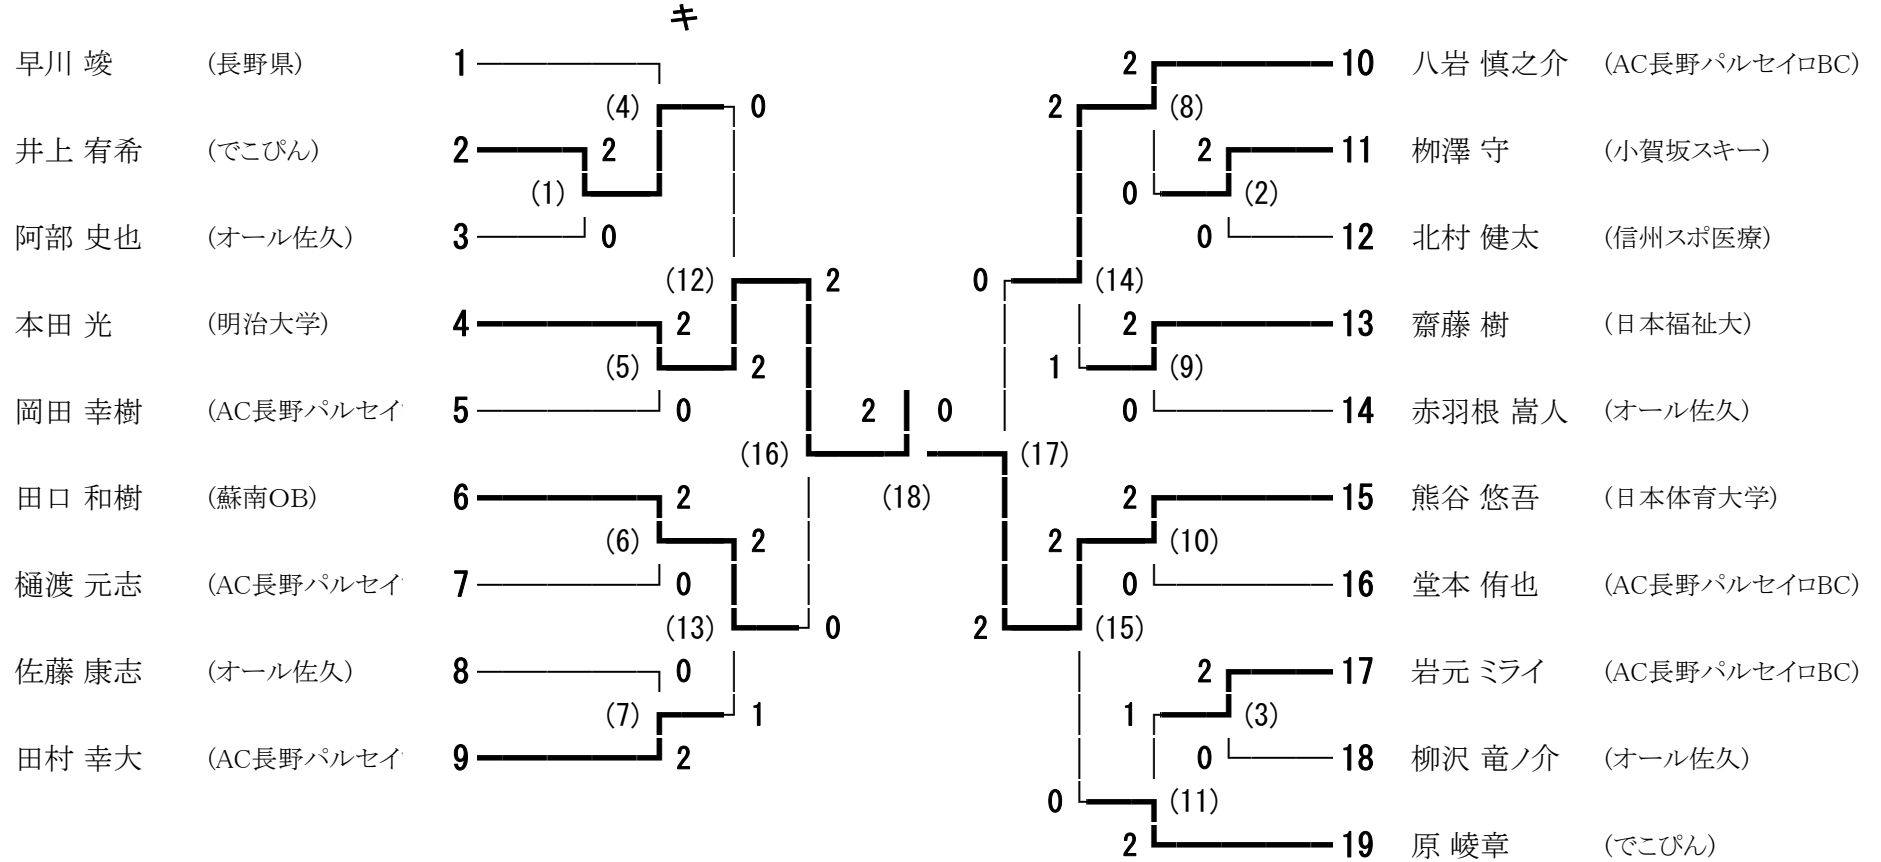 キ
早川 竣 (長野県) 1
(4) 0
井上 宥希 (でこぴん) 2 2
(1)
阿部 史也 (オール佐久) 3 0
(12) 2
本田 光 (明治大学) 4 2
(5) 2
岡田 幸樹 (AC長野パルセイ 5 0
(16)
田口 和樹 (蘇南OB) 6 2
(6) 2
樋渡 元志 (AC長野パルセイ 7 0
(13) 0
佐藤 康志 (オール佐久) 8 0
(7) 1
田村 幸大 (AC長野パルセイ 9 2
2 0
(18)
2 10 八岩 慎之介 (AC長野パルセイロBC)
2 (8)
2 11 栁澤 守 (小賀坂スキー)
0 (2)
0 12 北村 健太 (信州スポ医療)
0 (14)
2 13 齋藤 樹 (日本福祉大)
1 (9)
0 14 赤羽根 嵩人 (オール佐久)
(17)
2 15 熊谷 悠吾 (日本体育大学)
2 (10)
0 16 堂本 侑也 (AC長野パルセイロBC)
2 (15)
2 17 岩元 ミライ (AC長野パルセイロBC)
1 (3)
0 18 柳沢 竜ノ介 (オール佐久)
0 (11)
2 19 原 崚章 (でこぴん)